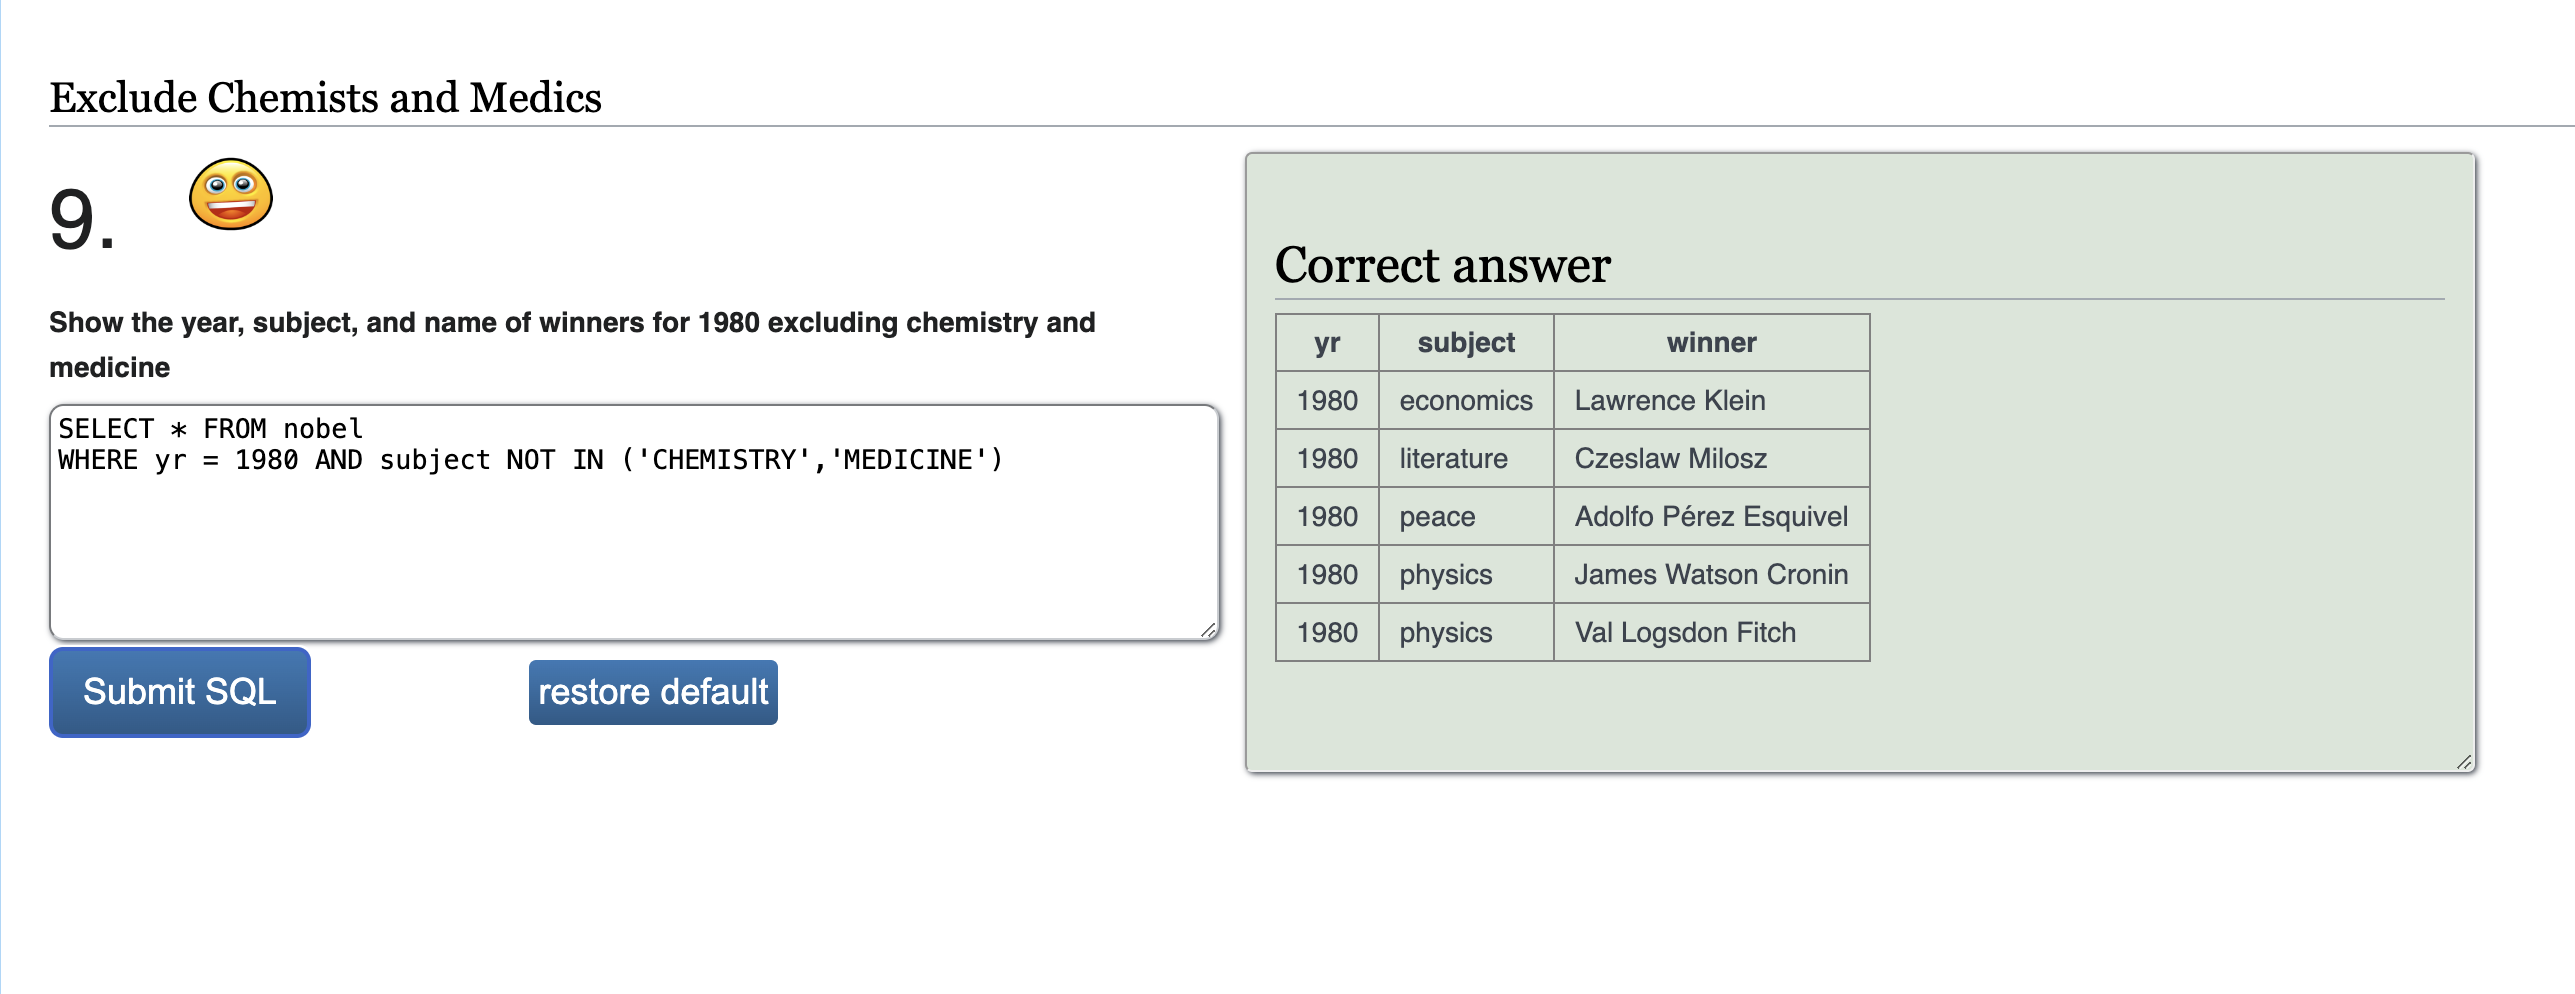 Exclude Chemists and Medics
9.
Show the year, subject, and name of winners for 1980 excluding chemistry and
medicine
SELECT * FROM nobel
WHERE yr = 1980 AND subject NOT IN ('CHEMISTRY','MEDICINE')
Submit SQL restore default
Correct answer
yr subject winner
1980 economics Lawrence Klein
1980 literature Czeslaw Milosz
1980 peace Adolfo Pérez Esquivel
1980 physics James Watson Cronin
1980 physics Val Logsdon Fitch